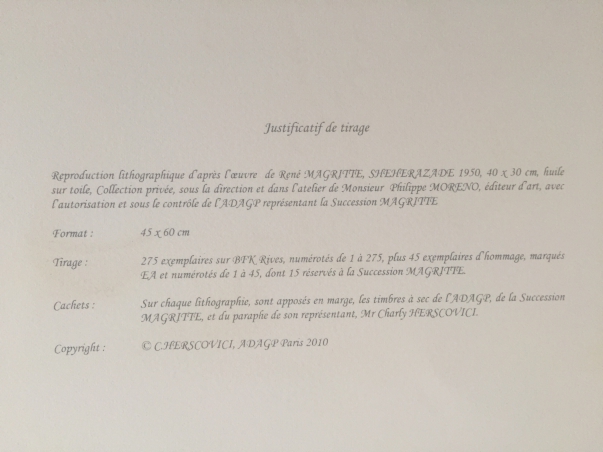 Justificatif de tirage
Reproduction lithographique d'après l'œuvre de René MAGRITTE, SHEHERAZADE 1950, 40 x 30 cm, huile
sur toile, Collection privée, sous la direction et dans l'atelier de Monsieur Philippe MORENO, éditeur d'art, avec
l'autorisation et sous le contrôle de l'ADAGP représentant la Succession MAGRITTE
Format : 45 x 60 cm
Tirage : 275 exemplaires sur BFK Rives, numérotés de 1 à 275, plus 45 exemplaires d'hommage, marqués
EA et numérotés de 1 à 45, dont 15 réservés à la Succession MAGRITTE.
Cachets : Sur chaque lithographie, sont apposés en marge, les timbres à sec de l'ADAGP, de la Succession
MAGRITTE, et du paraphe de son représentant, Mr Charly HERSCOVICI.
Copyright : © C.HERSCOVICI, ADAGP Paris 2010